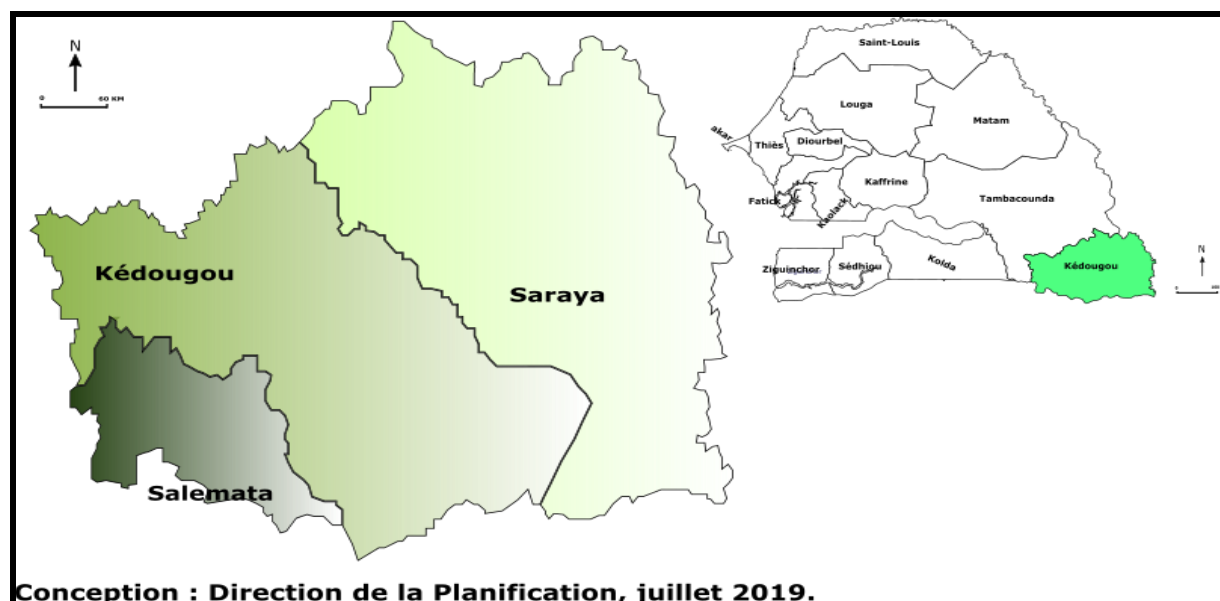 N
0 60 KM
Kédougou
Saraya
Salemata
Saint-Louis
Louga
Matam
akar
Thiès
Diourbel
Kaffrine
Fatick
Kaolack
Tambacounda
Ziguinchor
Sédhiou
Kolda
Kédougou
N
Conception : Direction de la Planification, juillet 2019.